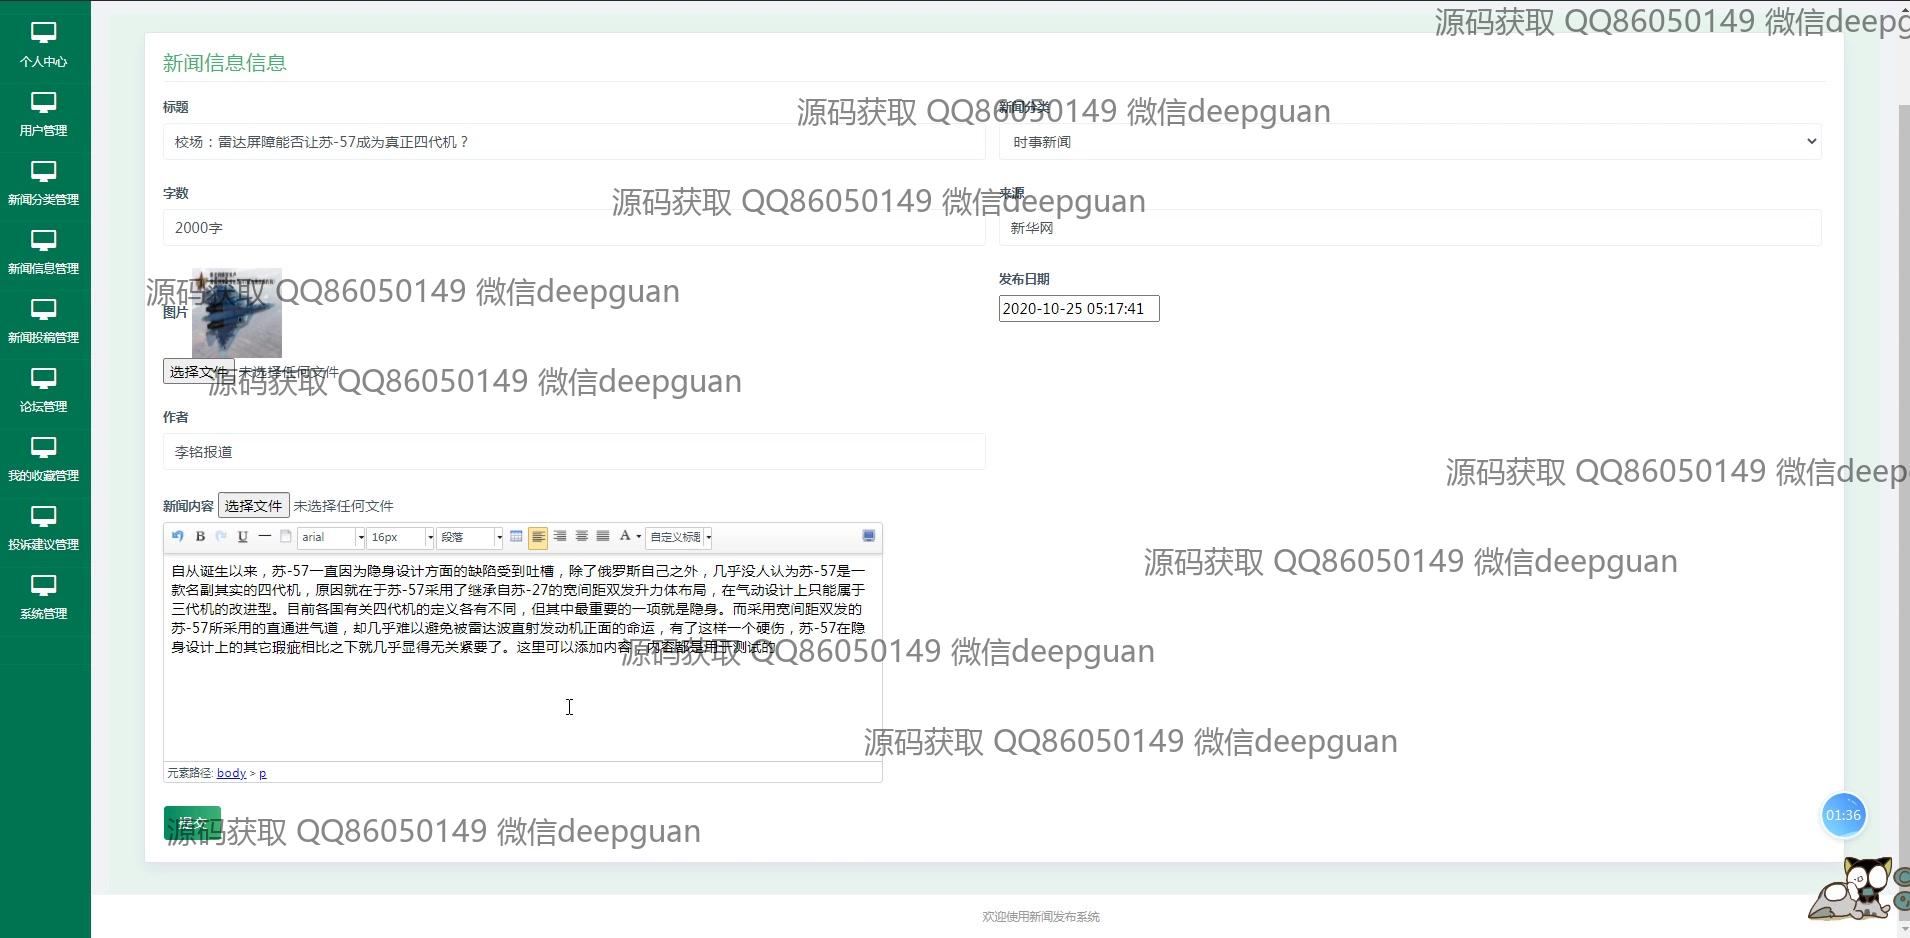 源码获取 QQ86050149 微信deepg
个人中心
用户管理
新闻分类管理
新闻信息管理
新闻投稿管理
论坛管理
我的收藏管理
投诉建议管理
系统管理
新闻信息信息
标题
新闻分类
源码获取 QQ86050149 微信deepguan
校场：雷达屏障能否让苏-57成为真正四代机？
时事新闻
字数
来源
源码获取 QQ86050149 微信deepguan
2000字
新华网
发布日期
源码获取 QQ86050149 微信deepguan
图片
2020-10-25 05:17:41
选择文件 未选择任何文件
源码获取 QQ86050149 微信deepguan
作者
李铭报道
源码获取 QQ86050149 微信deep
新闻内容 选择文件 未选择任何文件
B U arial 16px 段落 A 自定义标题
源码获取 QQ86050149 微信deepguan
自从诞生以来，苏-57一直因为隐身设计方面的缺陷受到吐槽，除了俄罗斯自己之外，几乎没人认为苏-57是一
款名副其实的四代机，原因就在于苏-57采用了继承自苏-27的宽间距双发升力体布局，在气动设计上只能属于
三代机的改进型。目前各国有关四代机的定义各有不同，但其中最重要的一项就是隐身。而采用宽间距双发的
苏-57所采用的直通进气道，却几乎难以避免被雷达波直射发动机正面的命运，有了这样一个硬伤，苏-57在隐
身设计上的其它瑕疵相比之下就几乎显得无关紧要了。这里可以添加内容，内容都是用于测试的
源码获取 QQ86050149 微信deepguan
源码获取 QQ86050149 微信deepguan
元素路径: body > p
提交
源码获取 QQ86050149 微信deepguan
01:36
欢迎使用新闻发布系统